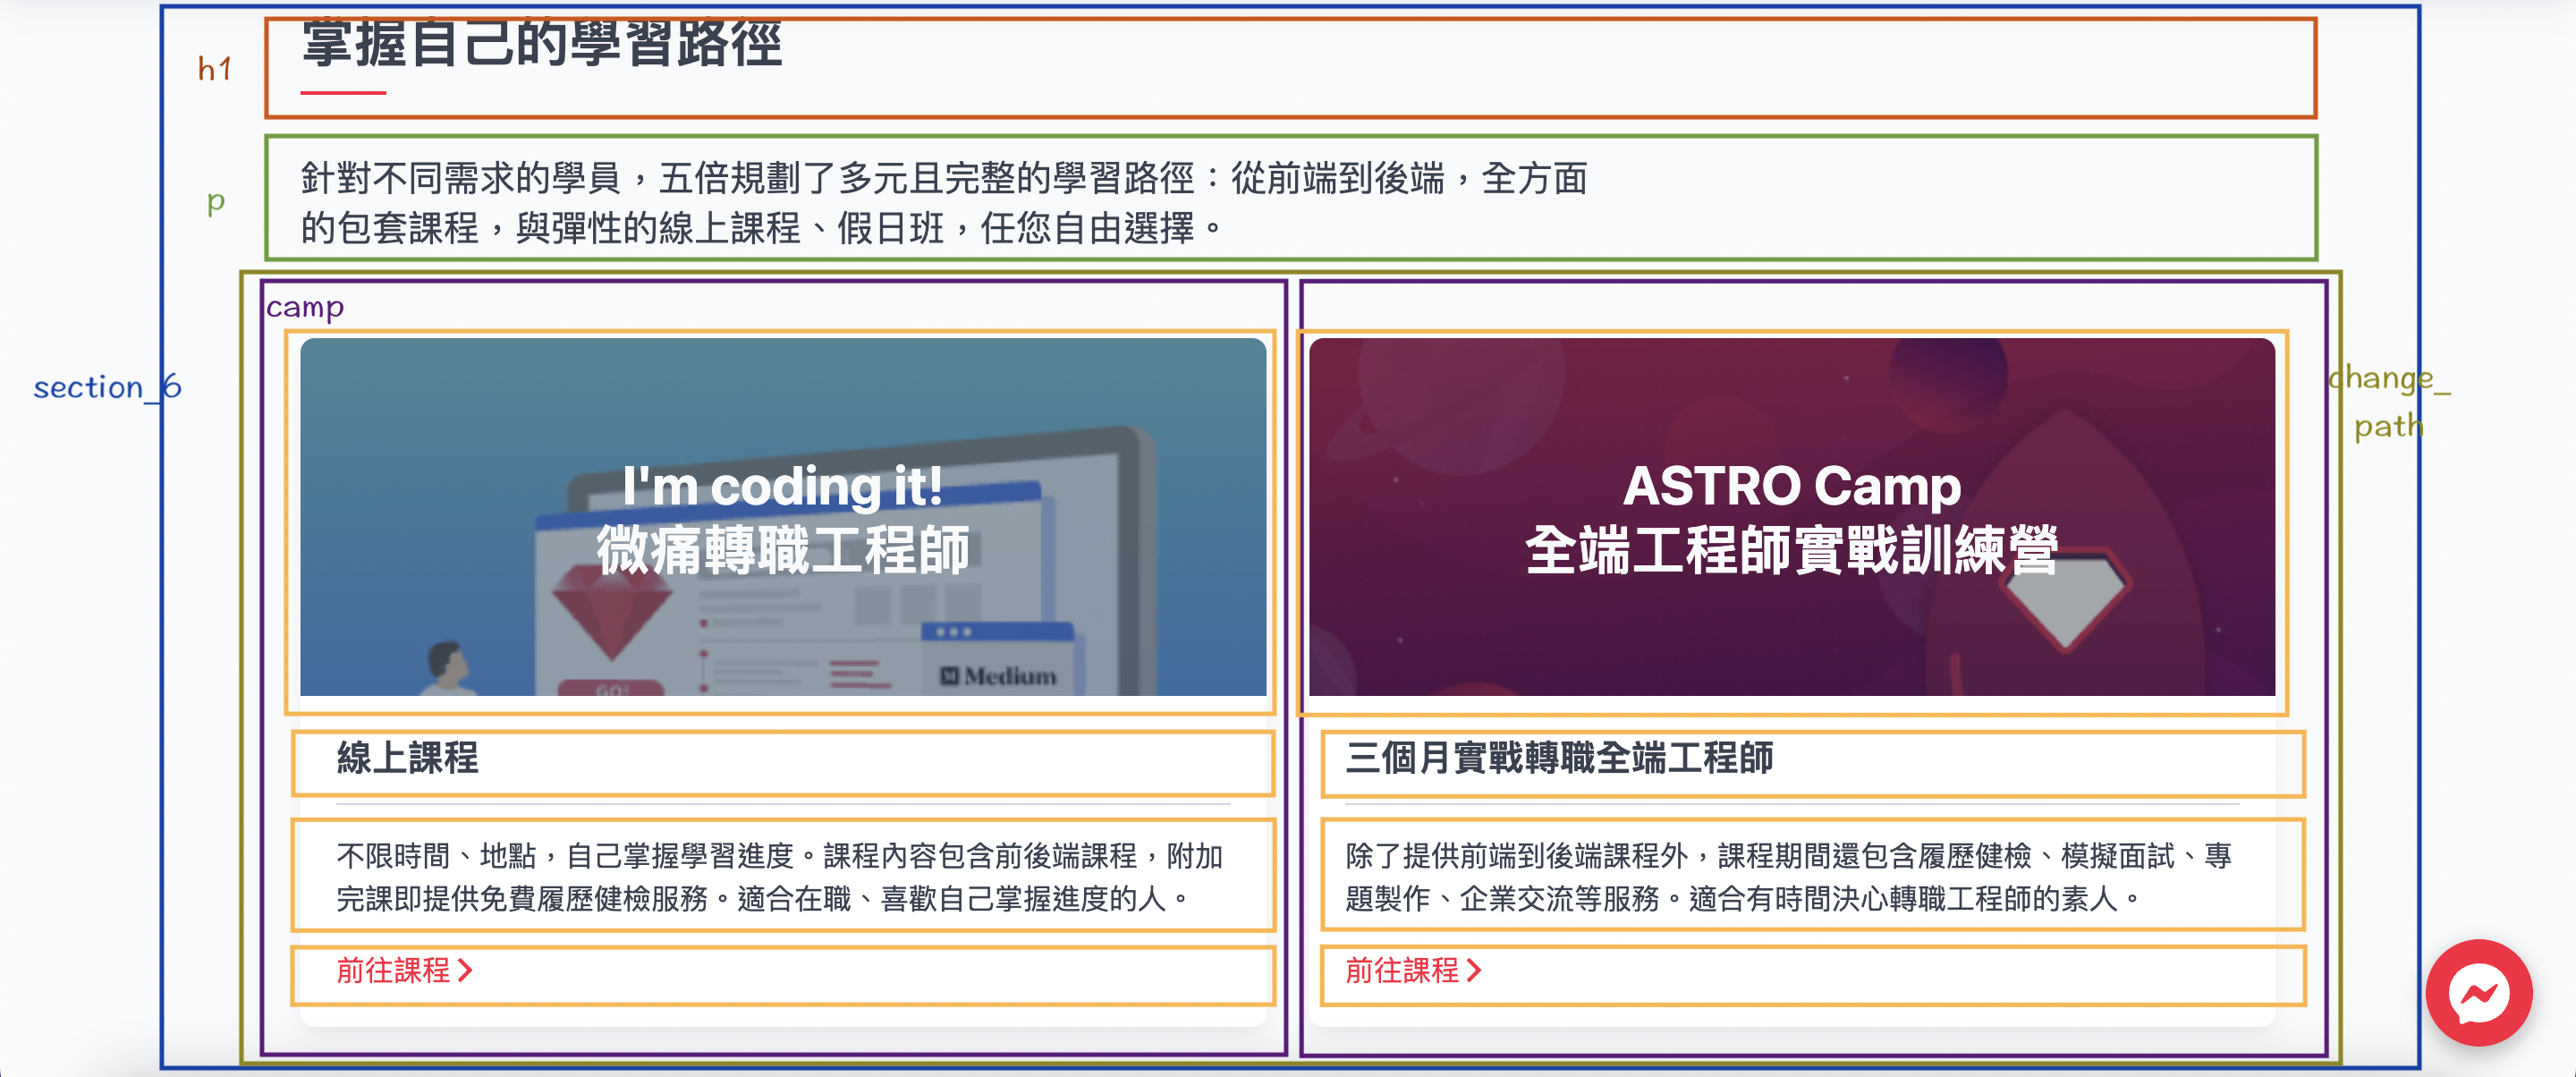 掌握自己的學習路徑
h1
針對不同需求的學員，五倍規劃了多元且完整的學習路徑：從前端到後端，全方面
的包套課程，與彈性的線上課程、假日班，任您自由選擇。
p
camp
section_6
change_
path
I'm coding it!
微痛轉職工程師
GO!
Medium
線上課程
不限時間、地點，自己掌握學習進度。課程內容包含前後端課程，附加
完課即提供免費履歷健檢服務。適合在職、喜歡自己掌握進度的人。
前往課程
ASTRO Camp
全端工程師實戰訓練營
三個月實戰轉職全端工程師
除了提供前端到後端課程外，課程期間還包含履歷健檢、模擬面試、專
題製作、企業交流等服務。適合有時間決心轉職工程師的素人。
前往課程